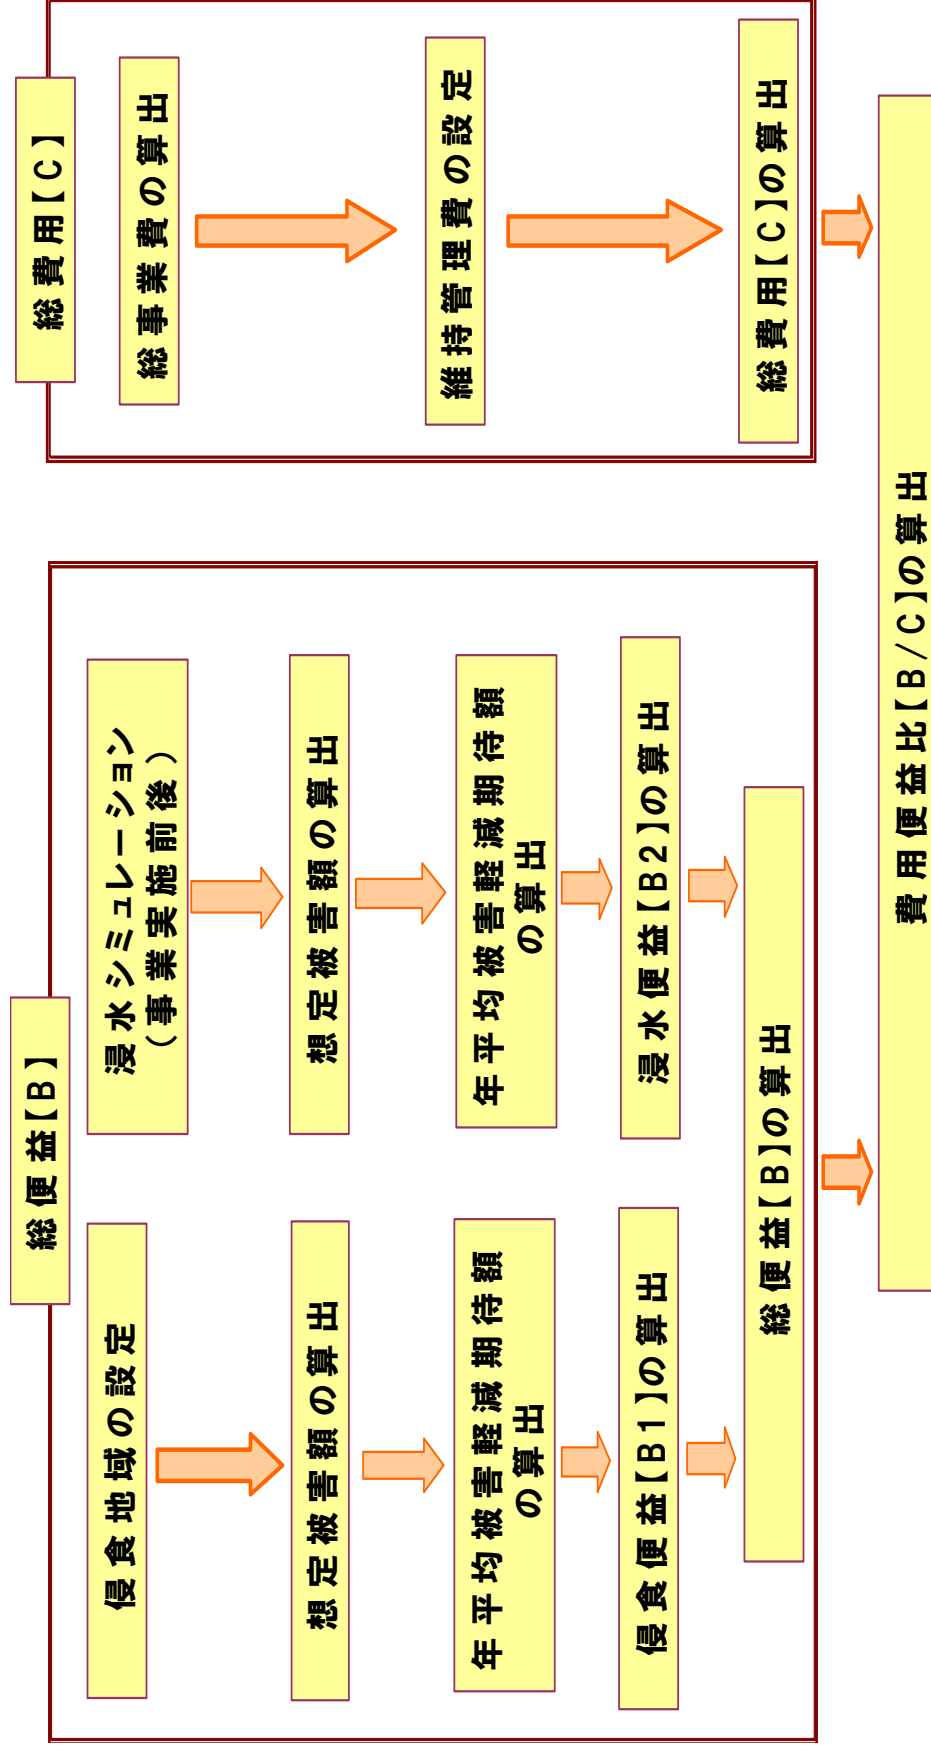 総便益【B】
侵食地域の設定
想定被害額の算出
年平均被害軽減期待額
の算出
侵食便益【B1】の算出
浸水シミュレーション
（事業実施前後）
想定被害額の算出
年平均被害軽減期待額
の算出
浸水便益【B2】の算出
総便益【B】の算出
総費用【C】
総事業費の算出
維持管理費の設定
総費用【C】の算出
費用便益比【B/C】の算出